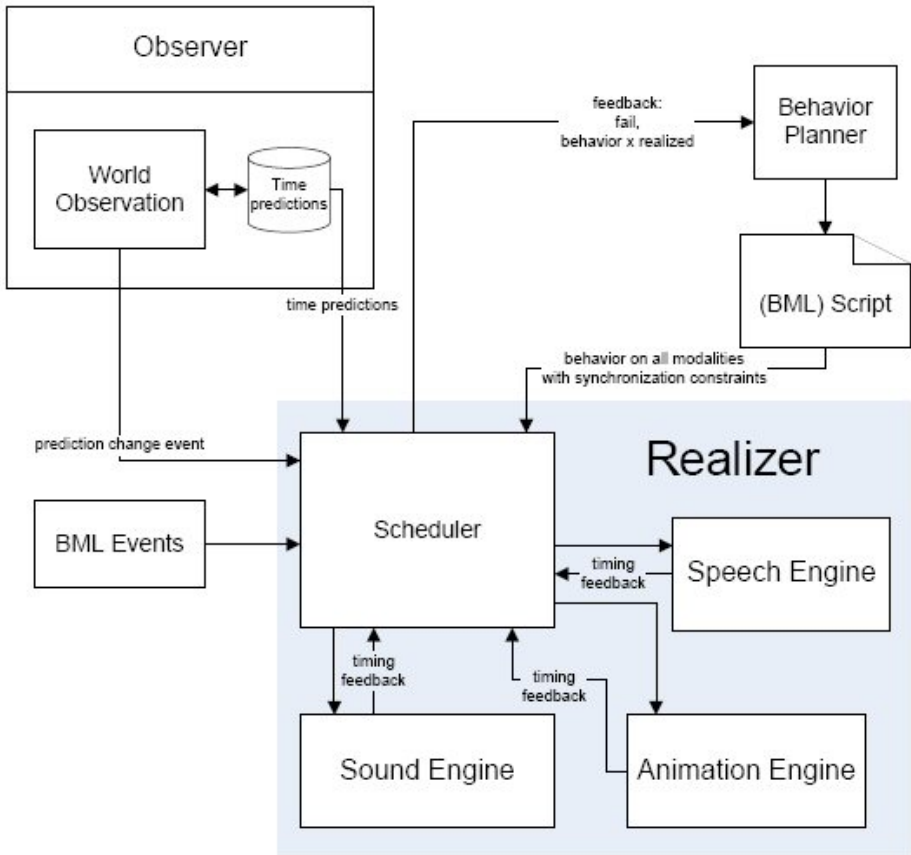 Observer
feedback:
fail,
behavior x realized
Behavior
Planner
World
Observation
Time
predictions
time predictions
(BML) Script
behavior on all modalities
with synchronization constraints
prediction change event
Realizer
BML Events
Scheduler
timing
feedback
Speech Engine
timing
feedback
timing
feedback
Sound Engine
Animation Engine